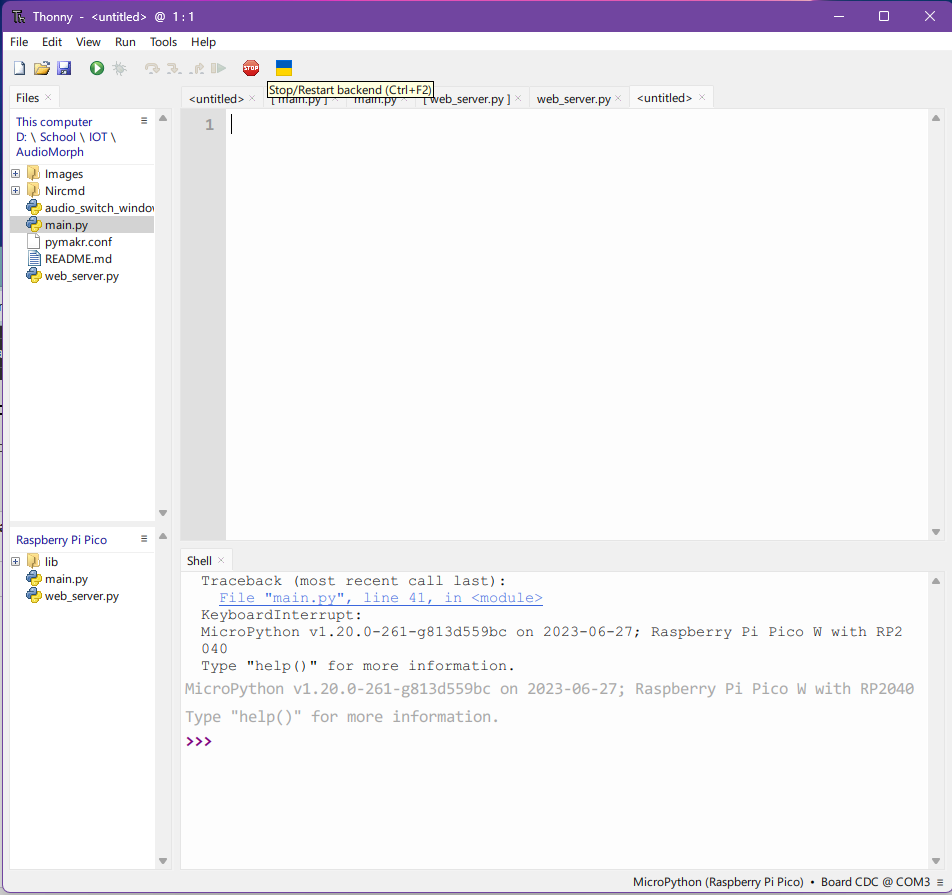 Thonny - <untitled> @ 1 : 1
File Edit View Run Tools Help
STOP
Stop/Restart backend (Ctrl+F2)
Files
<untitled> [ main.py ] main.py [ web_server.py ] web_server.py <untitled>
This computer
D: \ School \ IOT \
AudioMorph
Images
Nircmd
audio_switch_window
main.py
pymakr.conf
README.md
web_server.py
1
Raspberry Pi Pico
lib
main.py
web_server.py
Shell
Traceback (most recent call last):
File "main.py", line 41, in <module>
KeyboardInterrupt:
MicroPython v1.20.0-261-g813d559bc on 2023-06-27; Raspberry Pi Pico W with RP2
040
Type "help()" for more information.
MicroPython v1.20.0-261-g813d559bc on 2023-06-27; Raspberry Pi Pico W with RP2040
Type "help()" for more information.
>>>
MicroPython (Raspberry Pi Pico) • Board CDC @ COM3